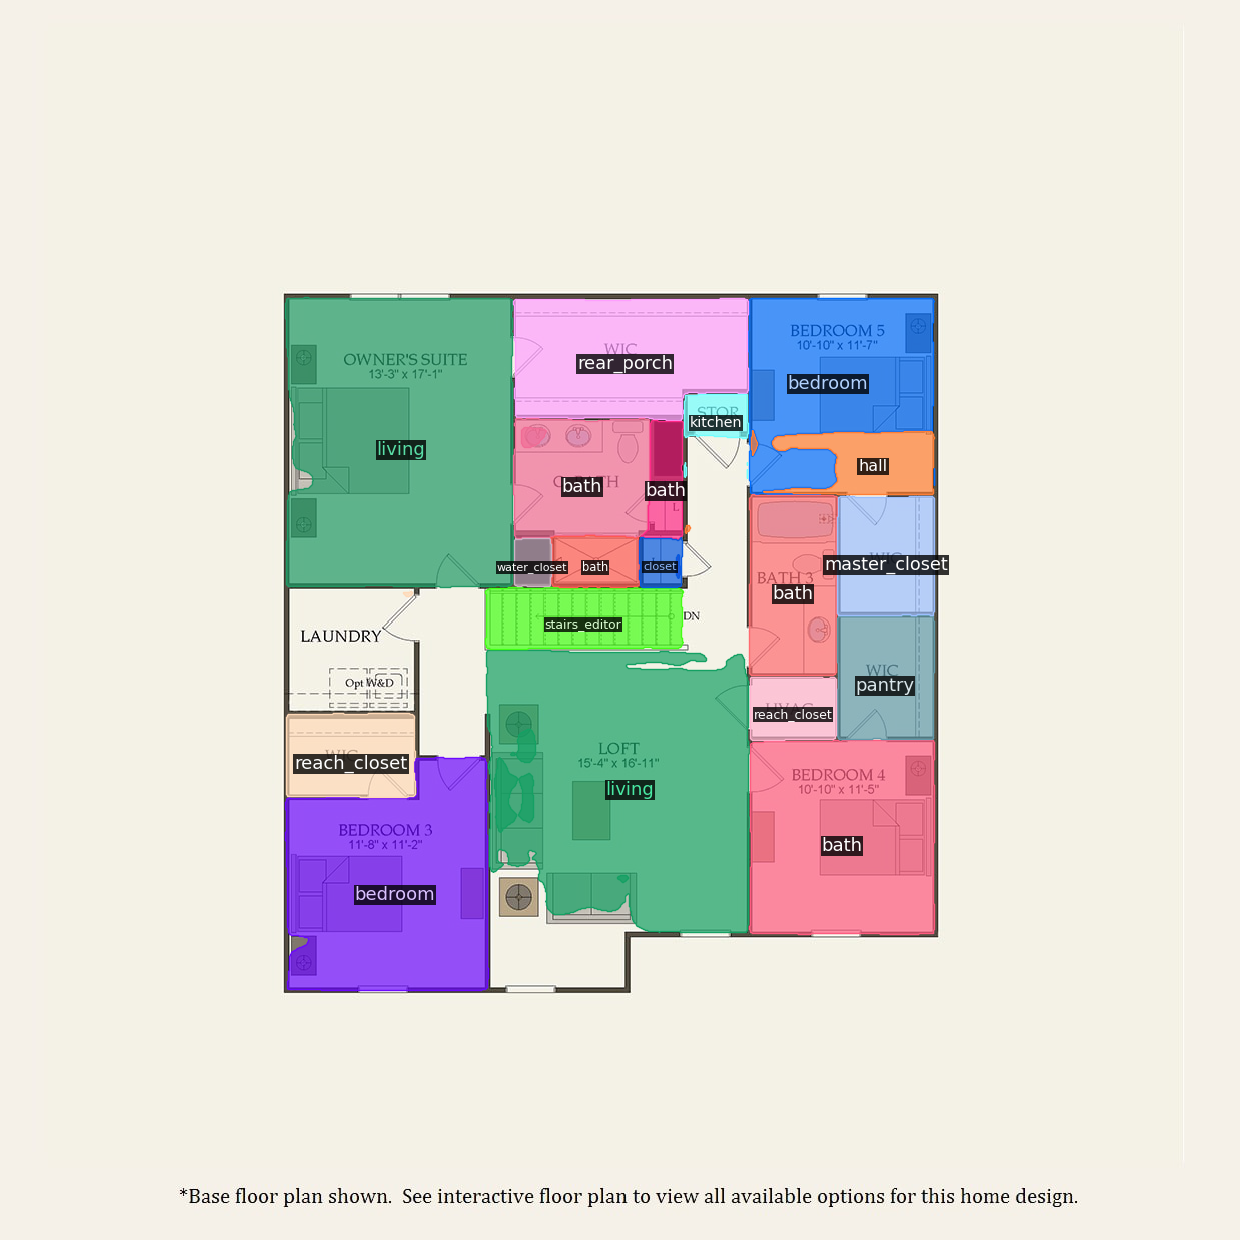 BEDROOM 5
10'-10" x 11'-7"
WIC
rear_porch
OWNER'S SUITE
13'-3" x 17'-1"
bedroom
STOR
kitchen
living
hall
bath
bath
L
WIC
master_closet
water_closet
bath
closet
BATH 3
bath
DN
stairs_editor
LAUNDRY
Opt W&D
WIC
pantry
HVAC
reach_closet
WIC
reach_closet
LOFT
15'-4" x 16'-11"
living
BEDROOM 4
10'-10" x 11'-5"
bath
BEDROOM 3
11'-8" x 11'-2"
bedroom
*Base floor plan shown.  See interactive floor plan to view all available options for this home design.